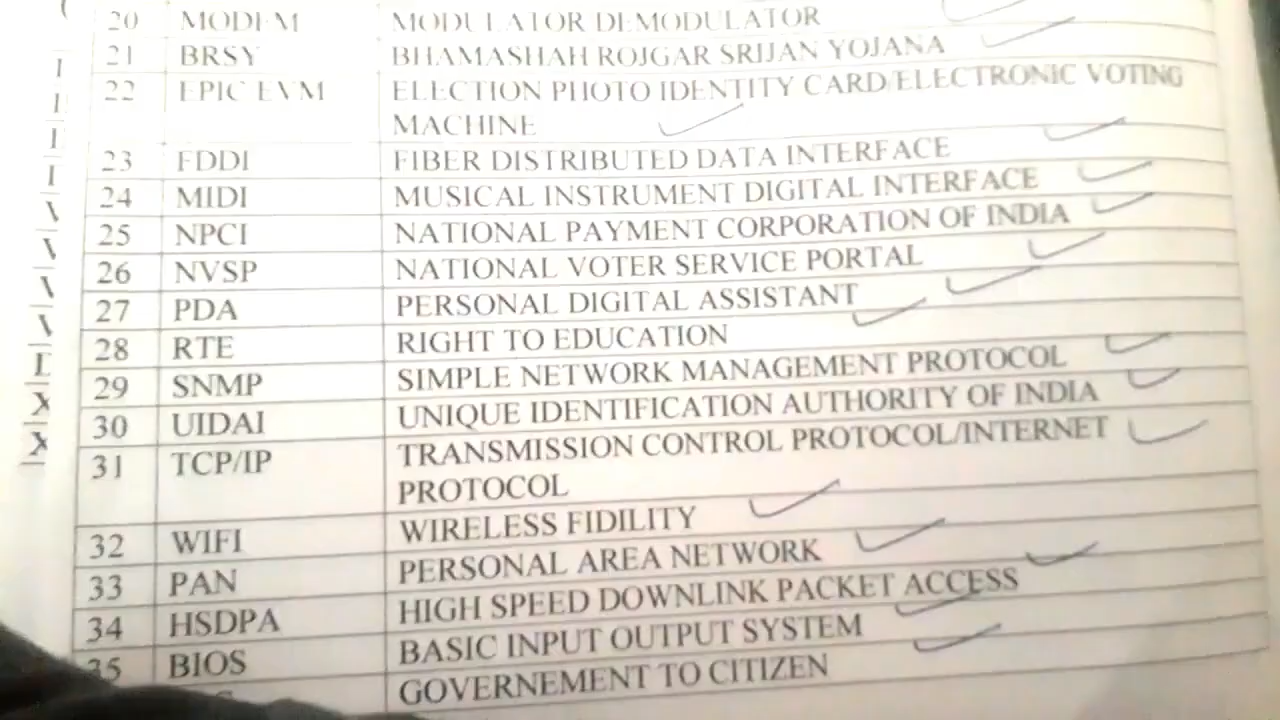 20 MODEM MODULATOR DEMODULATOR
21 BRSY BHAMASHAH ROJGAR SRIJAN YOJANA
22 EPIC EVM ELECTION PHOTO IDENTITY CARD/ELECTRONIC VOTING
MACHINE
23 FDDI FIBER DISTRIBUTED DATA INTERFACE
24 MIDI MUSICAL INSTRUMENT DIGITAL INTERFACE
25 NPCI NATIONAL PAYMENT CORPORATION OF INDIA
26 NVSP NATIONAL VOTER SERVICE PORTAL
27 PDA PERSONAL DIGITAL ASSISTANT
28 RTE RIGHT TO EDUCATION
29 SNMP SIMPLE NETWORK MANAGEMENT PROTOCOL
30 UIDAI UNIQUE IDENTIFICATION AUTHORITY OF INDIA
31 TCP/IP TRANSMISSION CONTROL PROTOCOL/INTERNET
PROTOCOL
32 WIFI WIRELESS FIDILITY
33 PAN PERSONAL AREA NETWORK
34 HSDPA HIGH SPEED DOWNLINK PACKET ACCESS
35 BIOS BASIC INPUT OUTPUT SYSTEM
GOVERNEMENT TO CITIZEN